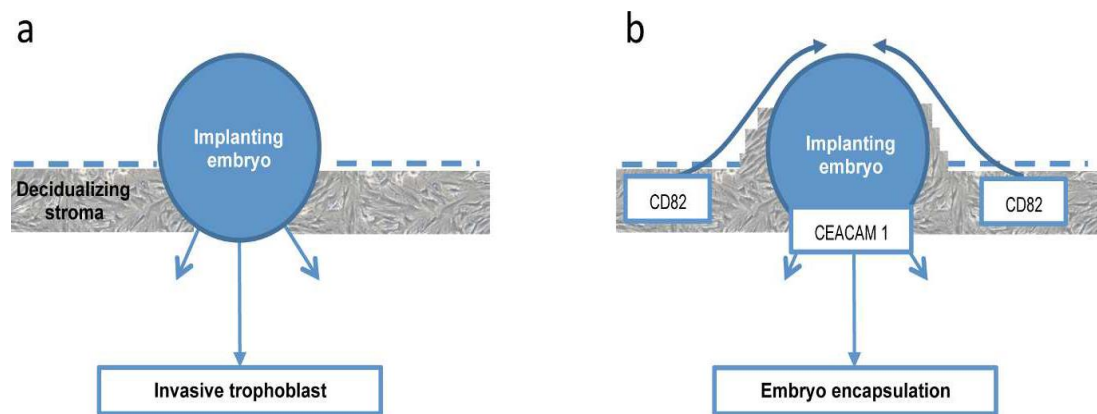 a
b
Implanting
embryo
Decidualizing
stroma
Invasive trophoblast
Implanting
embryo
CD82
CD82
CEACAM 1
Embryo encapsulation